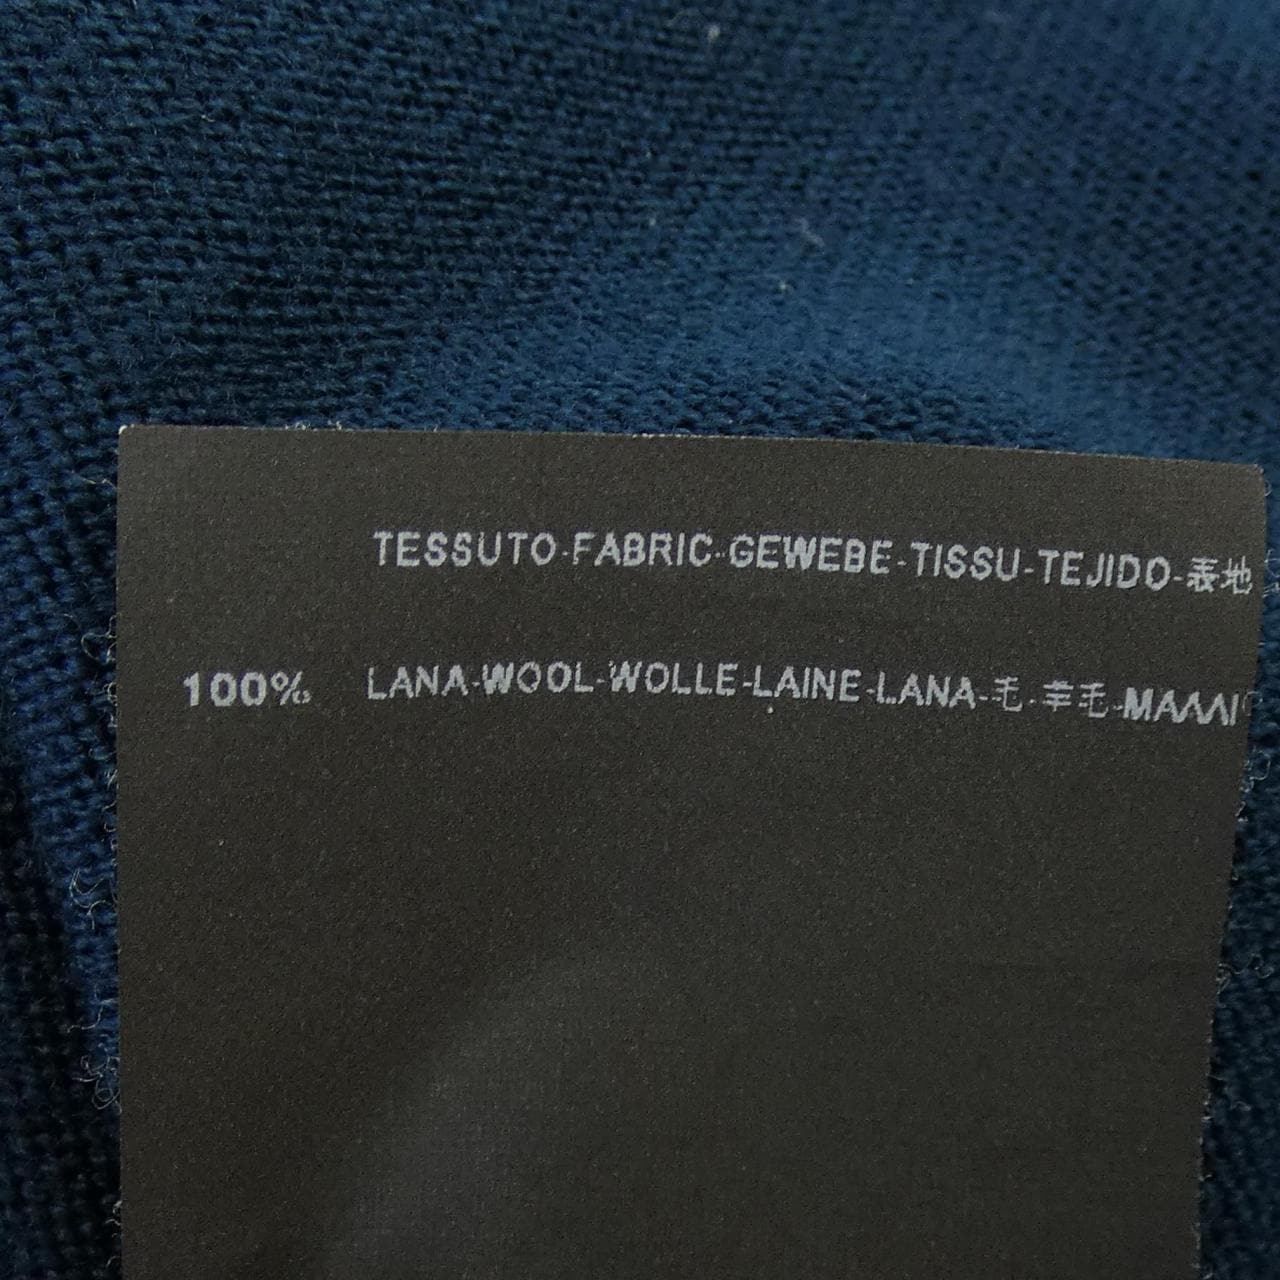 TESSUTO-FABRIC-GEWEBE-TISSU-TEJIDO-表地
100% LANA-WOOL-WOLLE-LAINE-LANA-毛-羊毛-